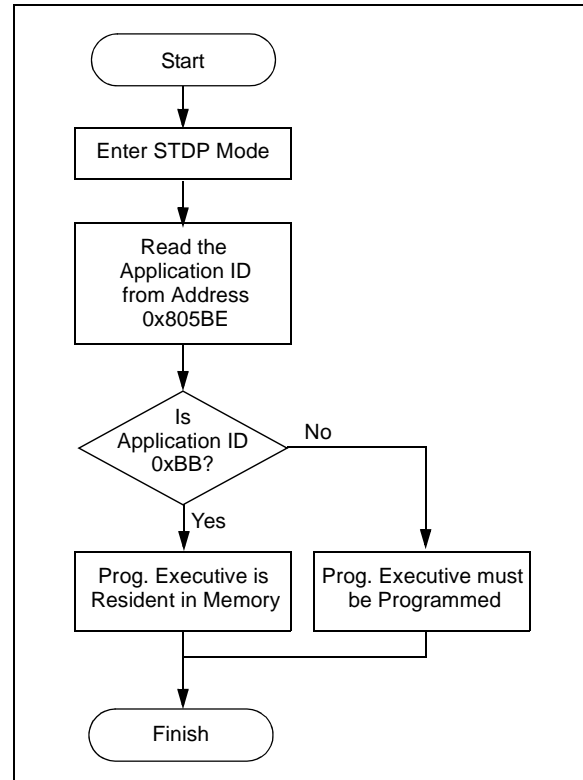 Start
Enter STDP Mode
Read the
Application ID
from Address
0x805BE
Is
Application ID
0xBB?
No
Yes
Prog. Executive is
Resident in Memory
Prog. Executive must
be Programmed
Finish